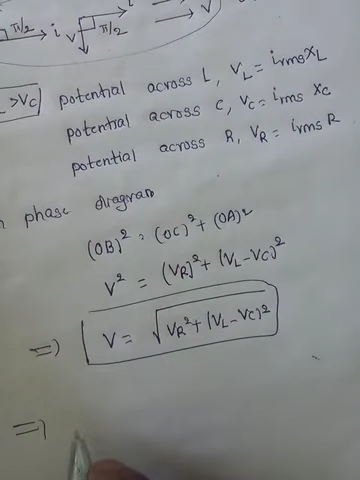 π/2 → i V π/2 → V
>VC potential across L, VL = irms XL
potential across C, VC = irms XC
potential across R, VR = irms R
phase diagram
(OB)² = (OC)² + (OA)²
V² = (VR)² + (VL-VC)²
=> V = √VR² + (VL-VC)²
=>